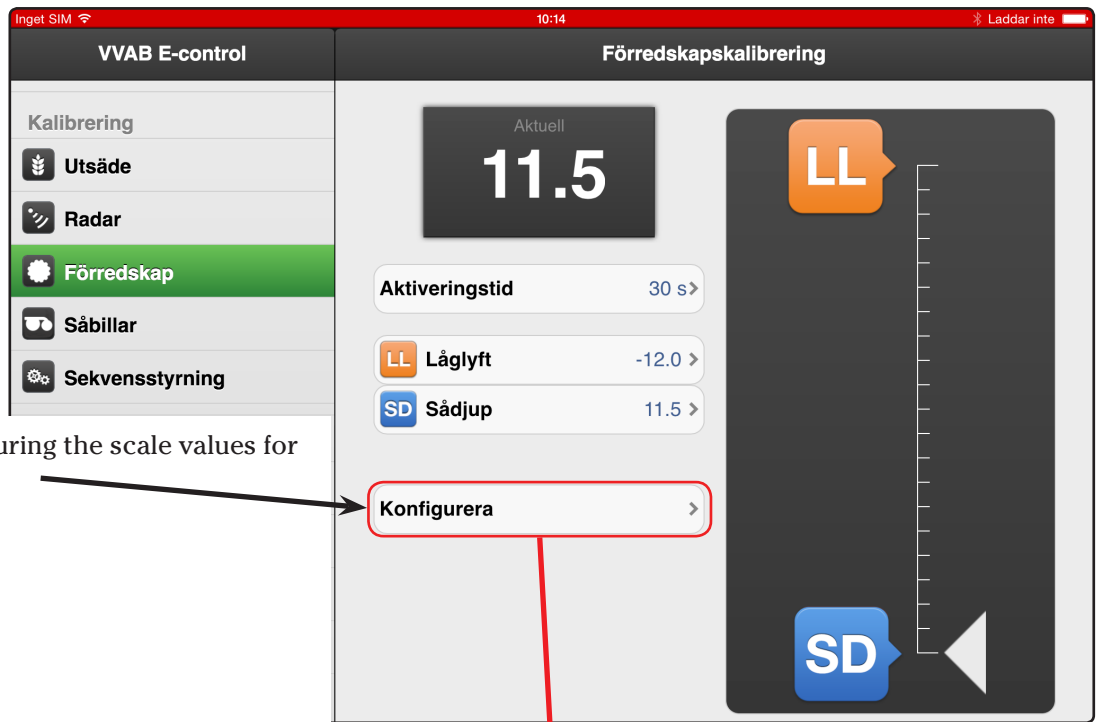 Inget SIM
10:14
Laddar inte
VVAB E-control
Förredskapskalibrering
Kalibrering
Utsäde
Radar
Förredskap
Såbillar
Sekvensstyrning
uring the scale values for
Aktuell
11.5
Aktiveringstid 30 s
LL Låglyft -12.0
SD Sådjup 11.5
Konfigurera
LL
SD